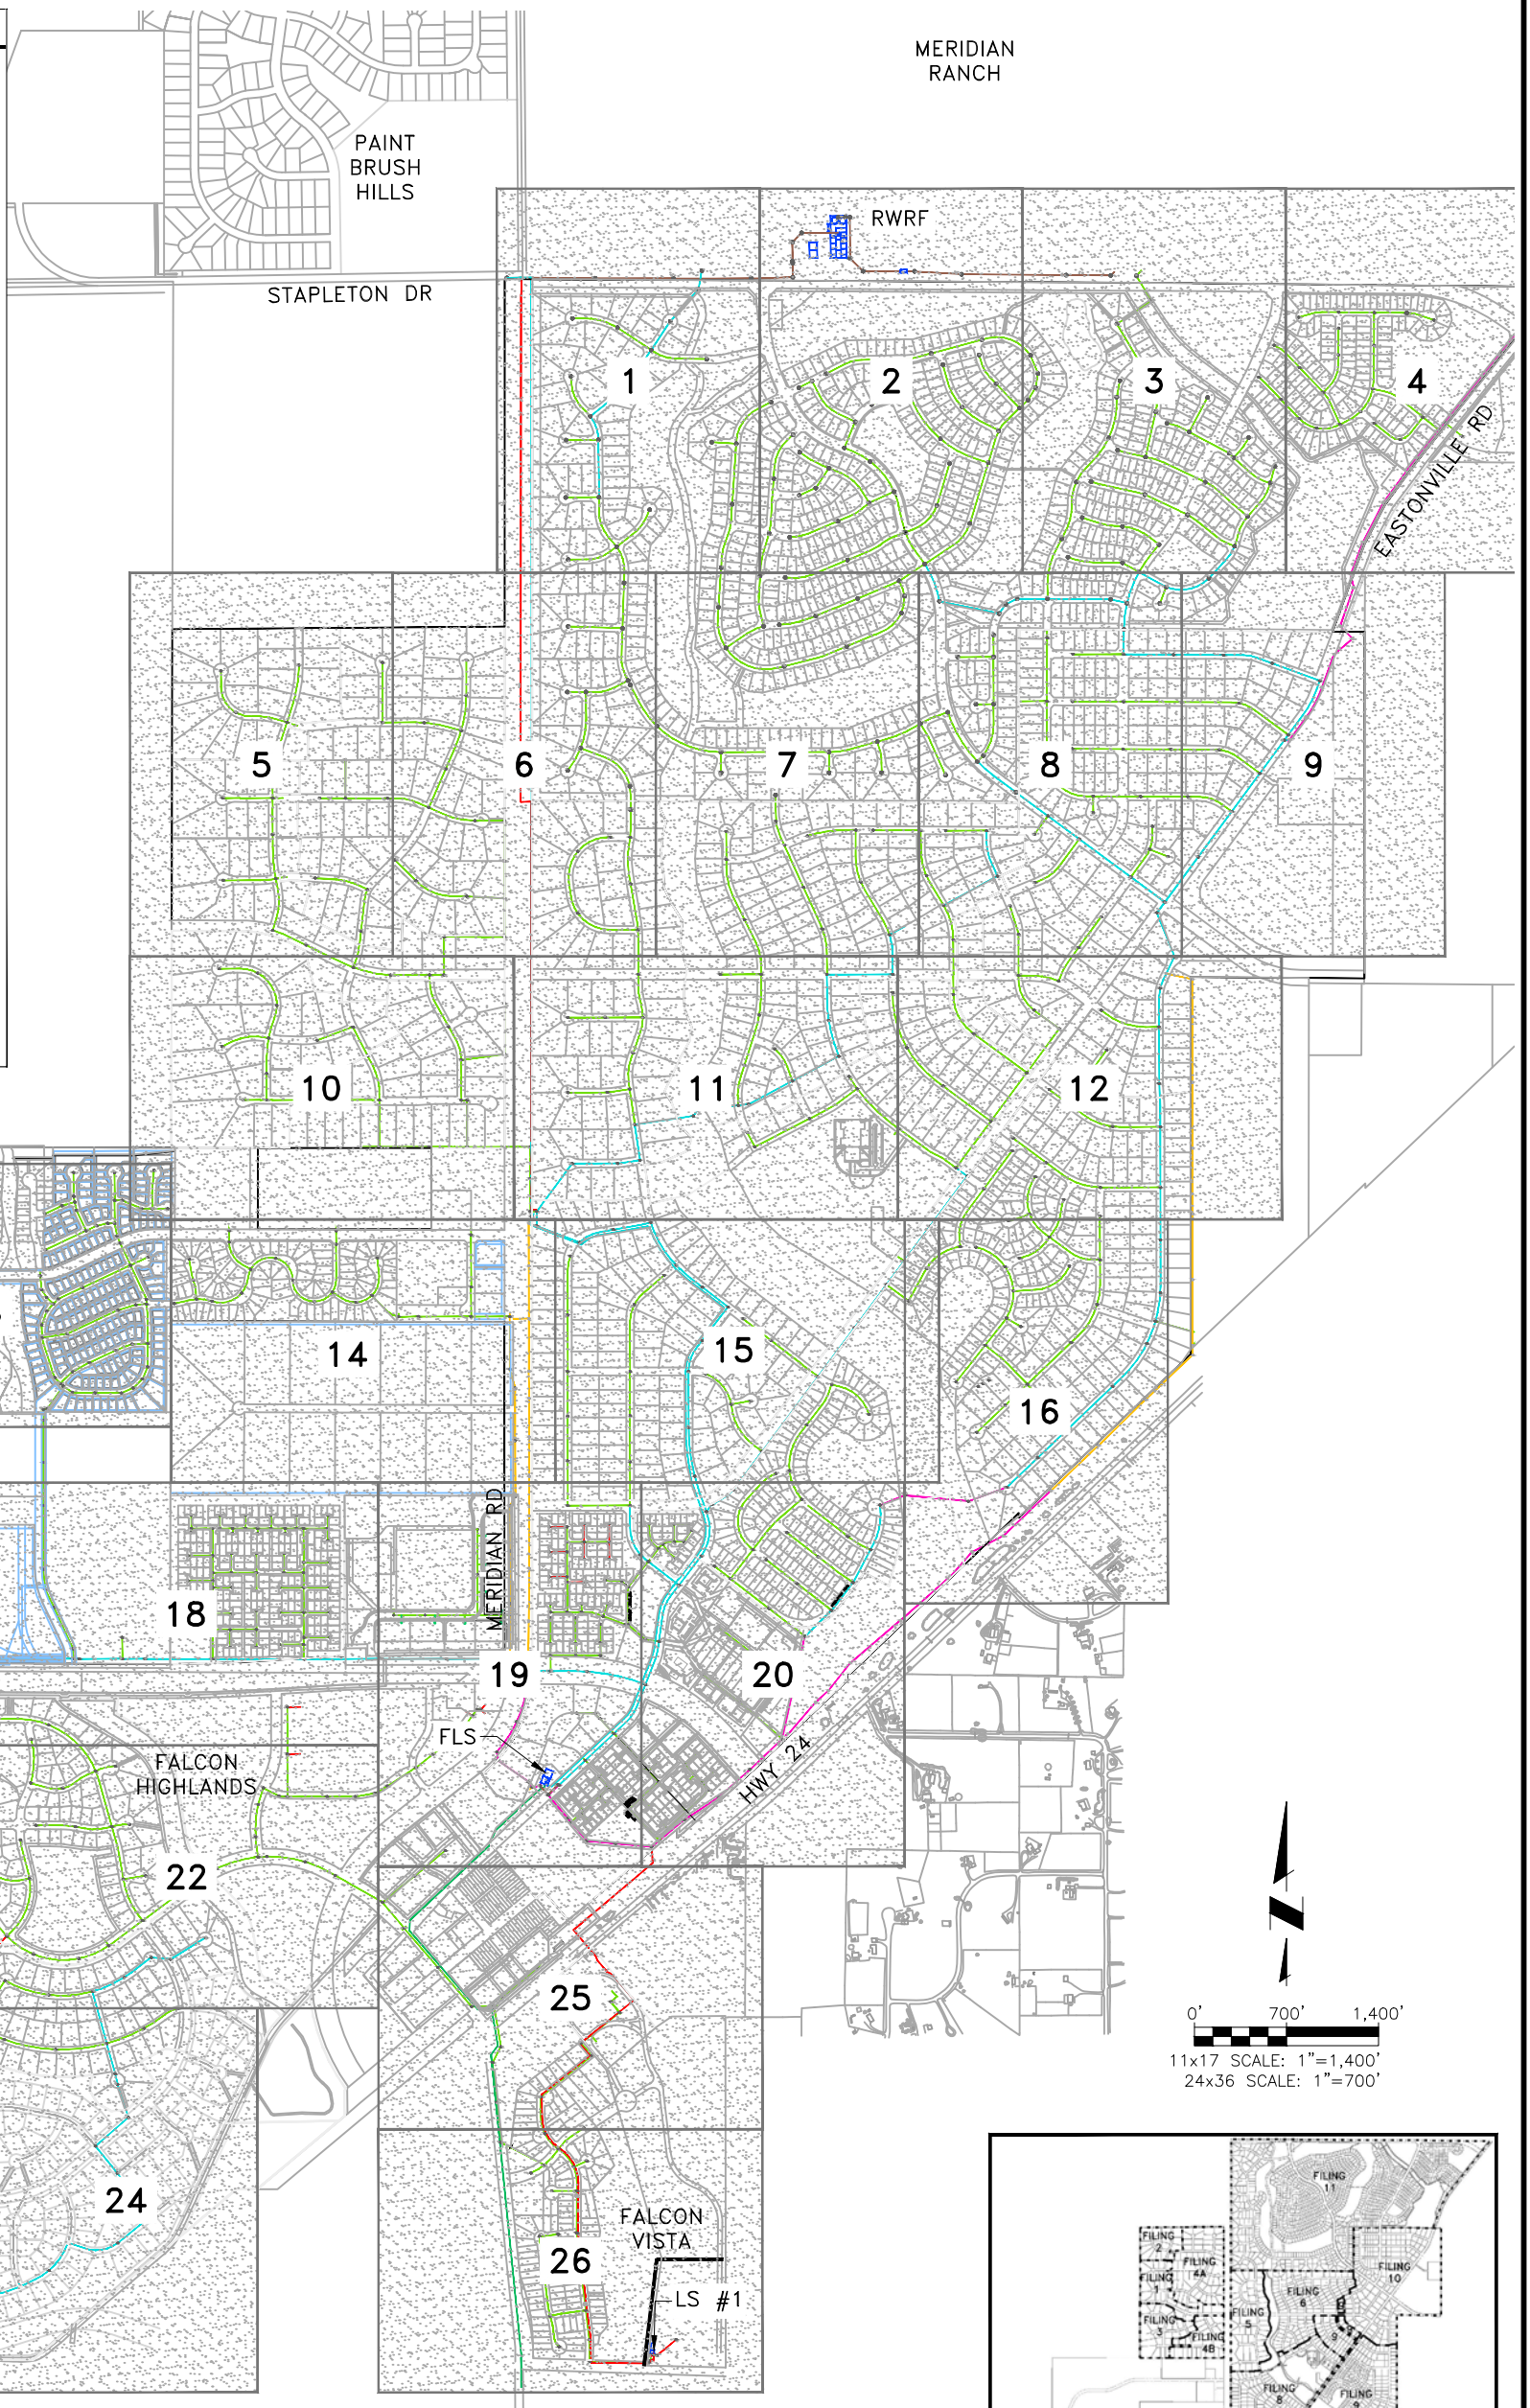 MERIDIAN
RANCH
PAINT
BRUSH
HILLS
RWRF
STAPLETON DR
1
2
3
4
EASTONVILLE RD
5
6
7
8
9
10
11
12
14
15
16
MERIDIAN RD
18
19
20
FLS
HWY 24
FALCON
HIGHLANDS
22
25
0' 700' 1,400'
11x17 SCALE: 1"=1,400'
24x36 SCALE: 1"=700'
24
FALCON
VISTA
26
LS #1
FILING
11
FILING
2
FILING
4A
FILING
10
FILING
1
FILING
6
FILING
3
FILING
5
FILING
4B
9
FILING
8
FILING